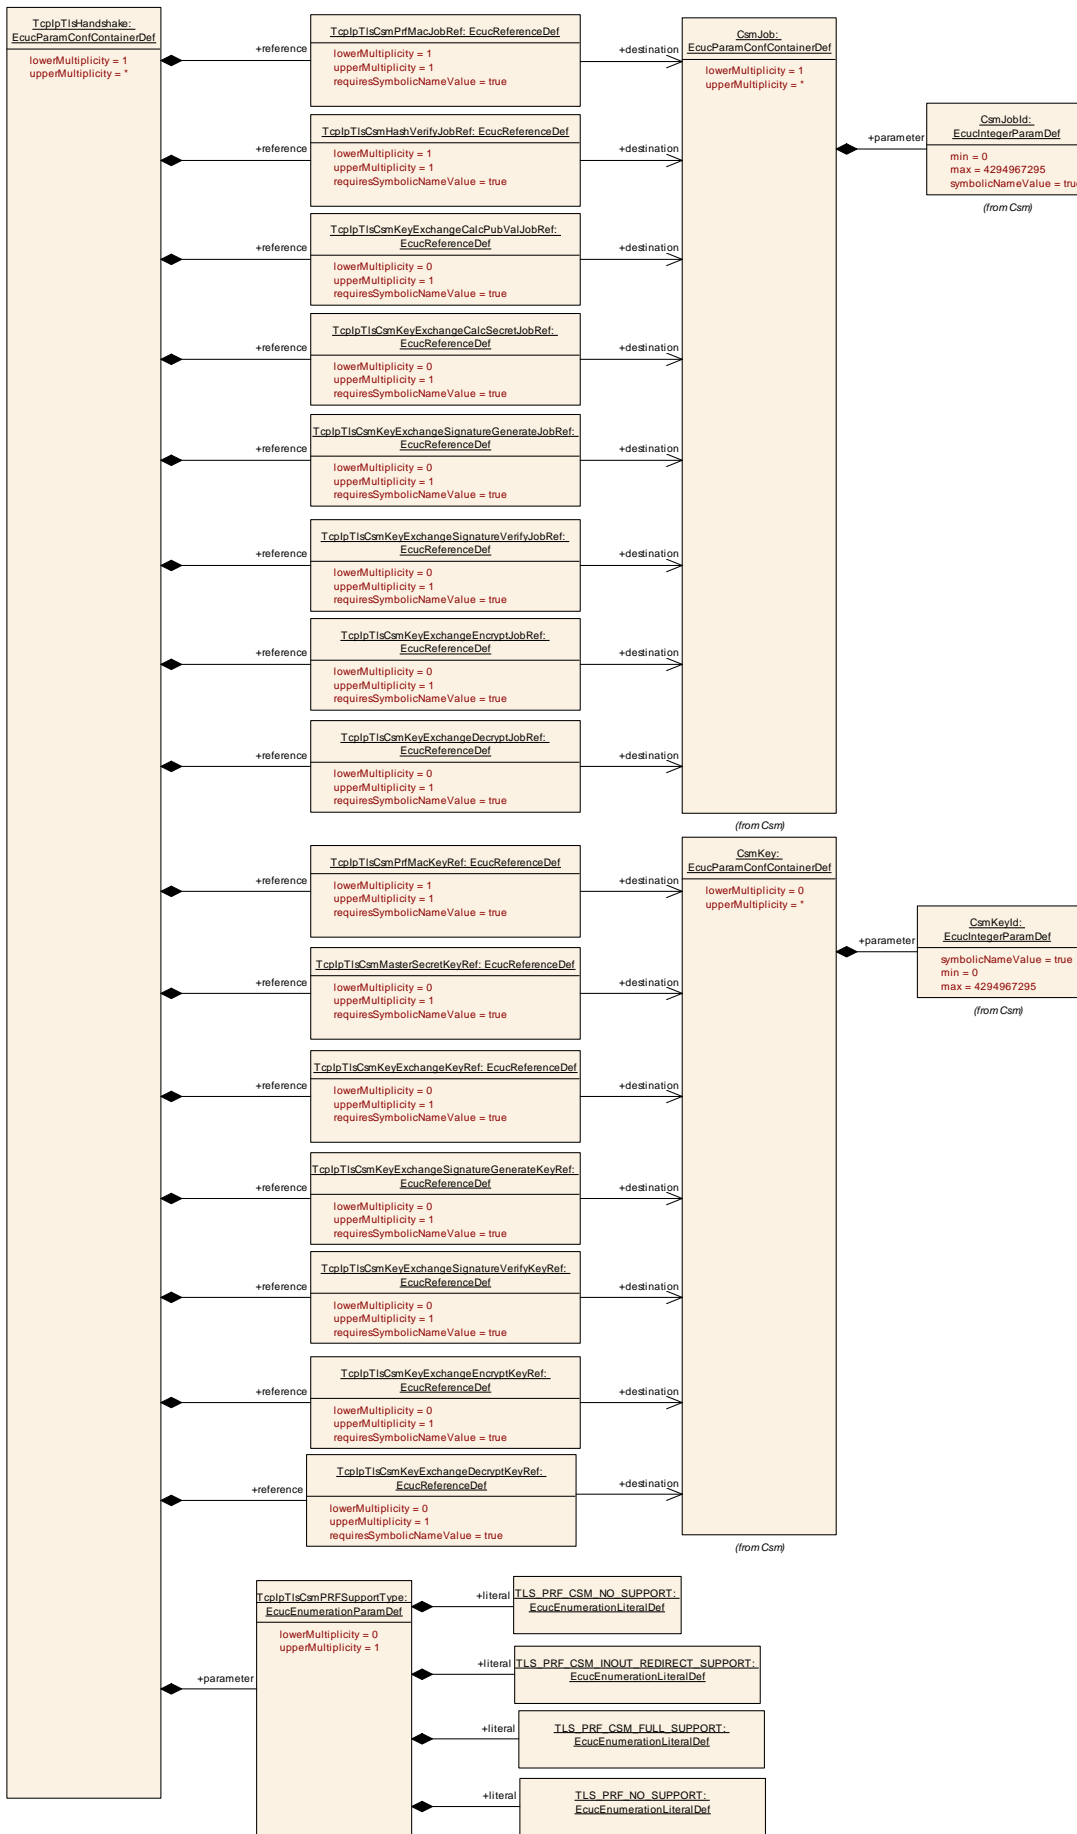 TcpIpTlsHandshake:
EcucParamConfContainerDef
lowerMultiplicity = 1
upperMultiplicity = *
+reference
TcpIpTlsCsmPrfMacJobRef: EcucReferenceDef
lowerMultiplicity = 1
upperMultiplicity = 1
requiresSymbolicNameValue = true
+destination
CsmJob:
EcucParamConfContainerDef
lowerMultiplicity = 1
upperMultiplicity = *
+parameter
CsmJobId:
EcucIntegerParamDef
min = 0
max = 4294967295
symbolicNameValue = true
(from Csm)
+reference
TcpIpTlsCsmHashVerifyJobRef: EcucReferenceDef
lowerMultiplicity = 1
upperMultiplicity = 1
requiresSymbolicNameValue = true
+destination
+reference
TcpIpTlsCsmKeyExchangeCalcPubValJobRef:
EcucReferenceDef
lowerMultiplicity = 0
upperMultiplicity = 1
requiresSymbolicNameValue = true
+destination
+reference
TcpIpTlsCsmKeyExchangeCalcSecretJobRef:
EcucReferenceDef
lowerMultiplicity = 0
upperMultiplicity = 1
requiresSymbolicNameValue = true
+destination
+reference
TcpIpTlsCsmKeyExchangeSignatureGenerateJobRef:
EcucReferenceDef
lowerMultiplicity = 0
upperMultiplicity = 1
requiresSymbolicNameValue = true
+destination
+reference
TcpIpTlsCsmKeyExchangeSignatureVerifyJobRef:
EcucReferenceDef
lowerMultiplicity = 0
upperMultiplicity = 1
requiresSymbolicNameValue = true
+destination
+reference
TcpIpTlsCsmKeyExchangeEncryptJobRef:
EcucReferenceDef
lowerMultiplicity = 0
upperMultiplicity = 1
requiresSymbolicNameValue = true
+destination
+reference
TcpIpTlsCsmKeyExchangeDecryptJobRef:
EcucReferenceDef
lowerMultiplicity = 0
upperMultiplicity = 1
requiresSymbolicNameValue = true
+destination
(from Csm)
+reference
TcpIpTlsCsmPrfMacKeyRef: EcucReferenceDef
lowerMultiplicity = 1
upperMultiplicity = 1
requiresSymbolicNameValue = true
+destination
CsmKey:
EcucParamConfContainerDef
lowerMultiplicity = 0
upperMultiplicity = *
+parameter
CsmKeyId:
EcucIntegerParamDef
symbolicNameValue = true
min = 0
max = 4294967295
(from Csm)
+reference
TcpIpTlsCsmMasterSecretKeyRef: EcucReferenceDef
lowerMultiplicity = 0
upperMultiplicity = 1
requiresSymbolicNameValue = true
+destination
+reference
TcpIpTlsCsmKeyExchangeKeyRef: EcucReferenceDef
lowerMultiplicity = 0
upperMultiplicity = 1
requiresSymbolicNameValue = true
+destination
+reference
TcpIpTlsCsmKeyExchangeSignatureGenerateKeyRef:
EcucReferenceDef
lowerMultiplicity = 0
upperMultiplicity = 1
requiresSymbolicNameValue = true
+destination
+reference
TcpIpTlsCsmKeyExchangeSignatureVerifyKeyRef:
EcucReferenceDef
lowerMultiplicity = 0
upperMultiplicity = 1
requiresSymbolicNameValue = true
+destination
+reference
TcpIpTlsCsmKeyExchangeEncryptKeyRef:
EcucReferenceDef
lowerMultiplicity = 0
upperMultiplicity = 1
requiresSymbolicNameValue = true
+destination
+reference
TcpIpTlsCsmKeyExchangeDecryptKeyRef:
EcucReferenceDef
lowerMultiplicity = 0
upperMultiplicity = 1
requiresSymbolicNameValue = true
+destination
(from Csm)
+parameter
TcpIpTlsCsmPRFSupportType:
EcucEnumerationParamDef
lowerMultiplicity = 0
upperMultiplicity = 1
+literal
TLS_PRF_CSM_NO_SUPPORT:
EcucEnumerationLiteralDef
+literal
TLS_PRF_CSM_INOUT_REDIRECT_SUPPORT:
EcucEnumerationLiteralDef
+literal
TLS_PRF_CSM_FULL_SUPPORT:
EcucEnumerationLiteralDef
+literal
TLS_PRF_NO_SUPPORT:
EcucEnumerationLiteralDef